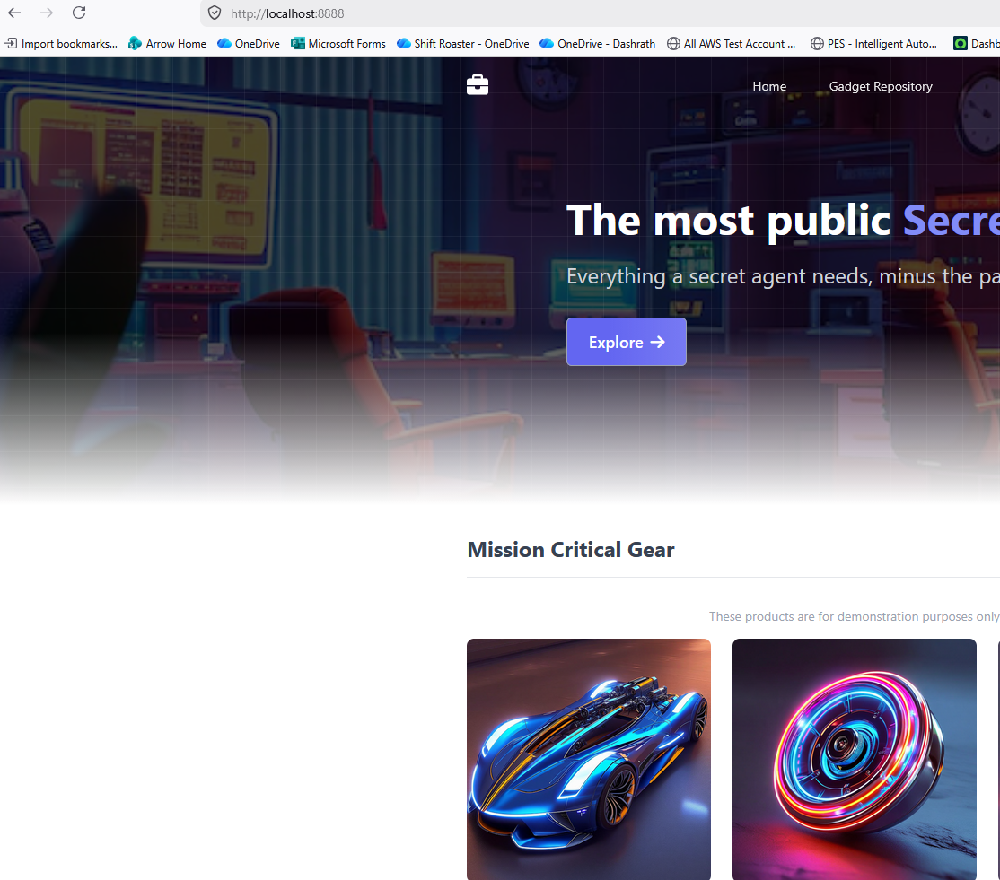 http://localhost:8888
Import bookmarks... Arrow Home OneDrive Microsoft Forms Shift Roaster - OneDrive OneDrive - Dashrath All AWS Test Account ... PES - Intelligent Auto... Dashb
Home Gadget Repository
The most public Secre
Everything a secret agent needs, minus the pa
Explore →
Mission Critical Gear
These products are for demonstration purposes only